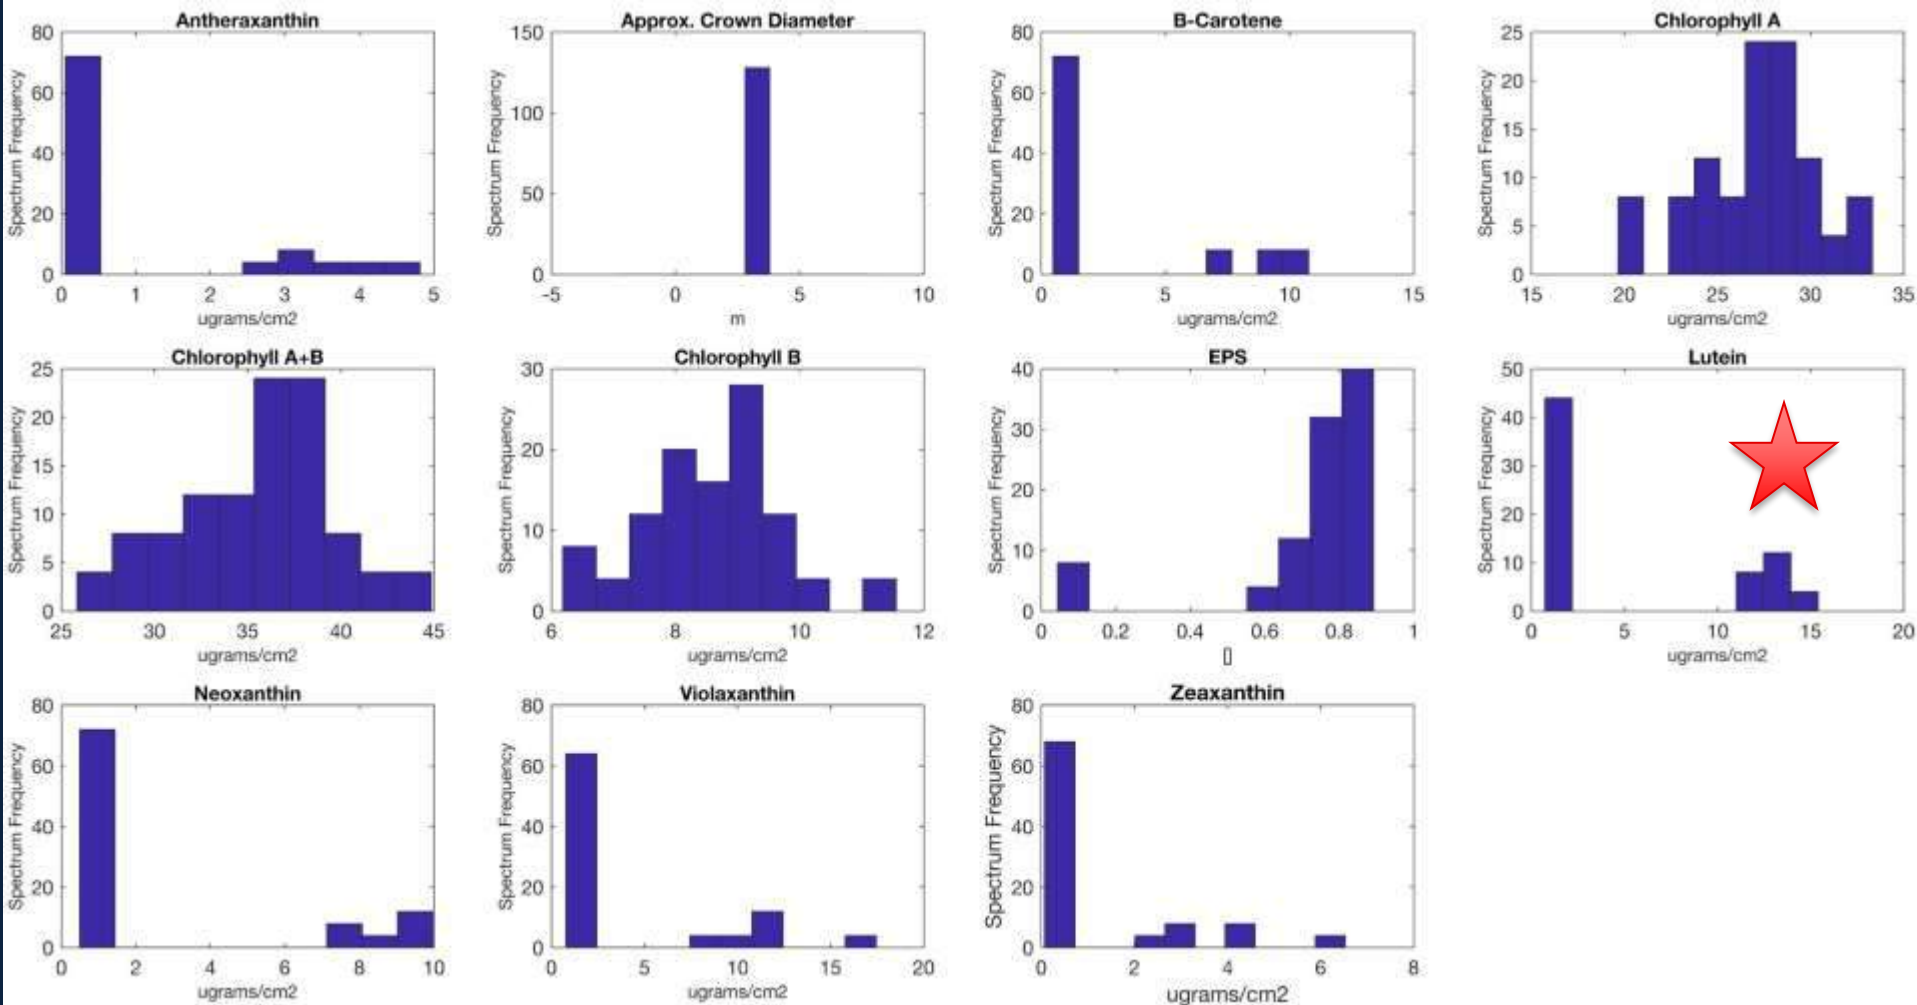 Antheraxanthin
80
60
40
20
0
Spectrum Frequency
0 1 2 3 4 5
ugrams/cm2
Approx. Crown Diameter
150
100
50
0
Spectrum Frequency
-5 0 5 10
m
B-Carotene
80
60
40
20
0
Spectrum Frequency
0 5 10 15
ugrams/cm2
Chlorophyll A
25
20
15
10
5
0
Spectrum Frequency
15 20 25 30 35
ugrams/cm2
Chlorophyll A+B
25
20
15
10
5
0
Spectrum Frequency
25 30 35 40 45
ugrams/cm2
Chlorophyll B
30
20
10
0
Spectrum Frequency
6 8 10 12
ugrams/cm2
EPS
40
30
20
10
0
Spectrum Frequency
0 0.2 0.4 0.6 0.8 1
[]
Lutein
50
40
30
20
10
0
Spectrum Frequency
0 5 10 15 20
ugrams/cm2
Neoxanthin
80
60
40
20
0
Spectrum Frequency
0 2 4 6 8 10
ugrams/cm2
Violaxanthin
80
60
40
20
0
Spectrum Frequency
0 5 10 15 20
ugrams/cm2
Zeaxanthin
80
60
40
20
0
Spectrum Frequency
0 2 4 6 8
ugrams/cm2